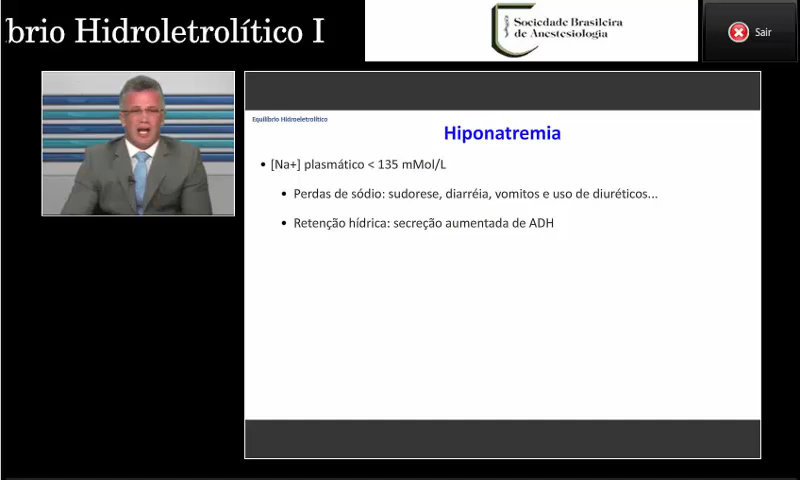 brio Hidroletrolítico I
Sociedade Brasileira
de Anestesiologia
Sair
Equilíbrio Hidroeletrolítico
Hiponatremia
• [Na+] plasmático < 135 mMol/L
• Perdas de sódio: sudorese, diarréia, vomitos e uso de diuréticos...
• Retenção hídrica: secreção aumentada de ADH